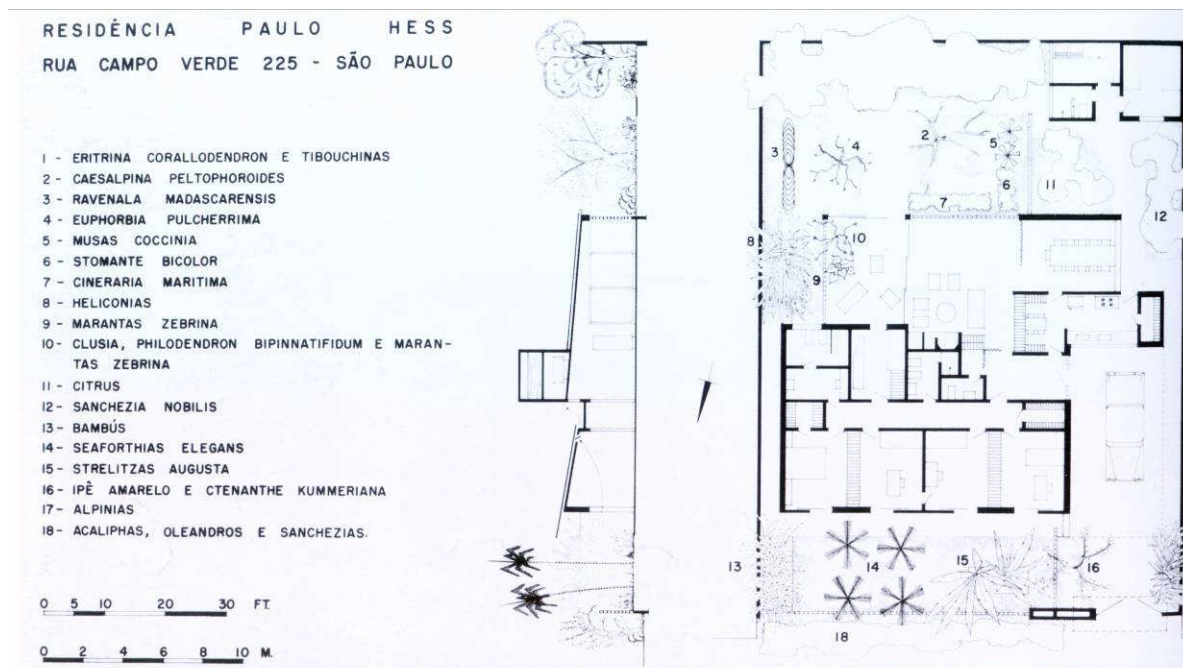 RESIDÊNCIA PAULO HESS
RUA CAMPO VERDE 225 - SÃO PAULO
1 - ERITRINA CORALLODENDRON E TIBOUCHINAS
2 - CAESALPINA PELTOPHOROIDES
3 - RAVENALA MADASCARENSIS
4 - EUPHORBIA PULCHERRIMA
5 - MUSAS COCCINIA
6 - STOMANTE BICOLOR
7 - CINERARIA MARITIMA
8 - HELICONIAS
9 - MARANTAS ZEBRINA
10 - CLUSIA, PHILODENDRON BIPINNATIFIDUM E MARAN-
TAS ZEBRINA
11 - CITRUS
12 - SANCHEZIA NOBILIS
13 - BAMBÚS
14 - SEAFORTHIAS ELEGANS
15 - STRELITZAS AUGUSTA
16 - IPÊ AMARELO E CTENANTHE KUMMERIANA
17 - ALPINIAS
18 - ACALIPHAS, OLEANDROS E SANCHEZIAS.
0 5 10 20 30 FT.
0 2 4 6 8 10 M.
2
3
4
5
6
7
8
9
10
11
12
13
14
15
16
18